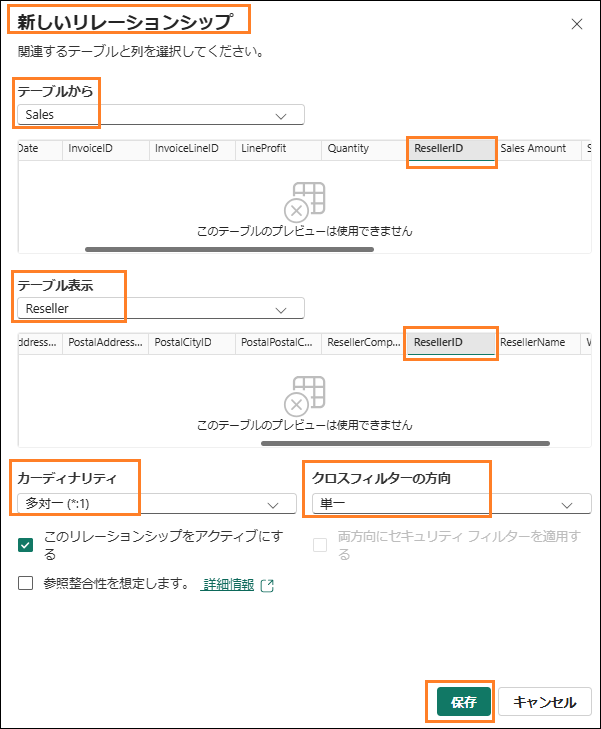 新しいリレーションシップ
関連するテーブルと列を選択してください。
テーブルから
Sales
Date InvoiceID InvoiceLineID LineProfit Quantity ResellerID Sales Amount S
このテーブルのプレビューは使用できません
テーブル表示
Reseller
ddress... PostalAddress... PostalCityID PostalPostalC... ResellerComp... ResellerID ResellerName
このテーブルのプレビューは使用できません
カーディナリティ
多対一 (*:1)
クロスフィルターの方向
単一
このリレーションシップをアクティブにす
る
両方向にセキュリティ フィルターを適用す
る
参照整合性を想定します。 詳細情報
保存 キャンセル